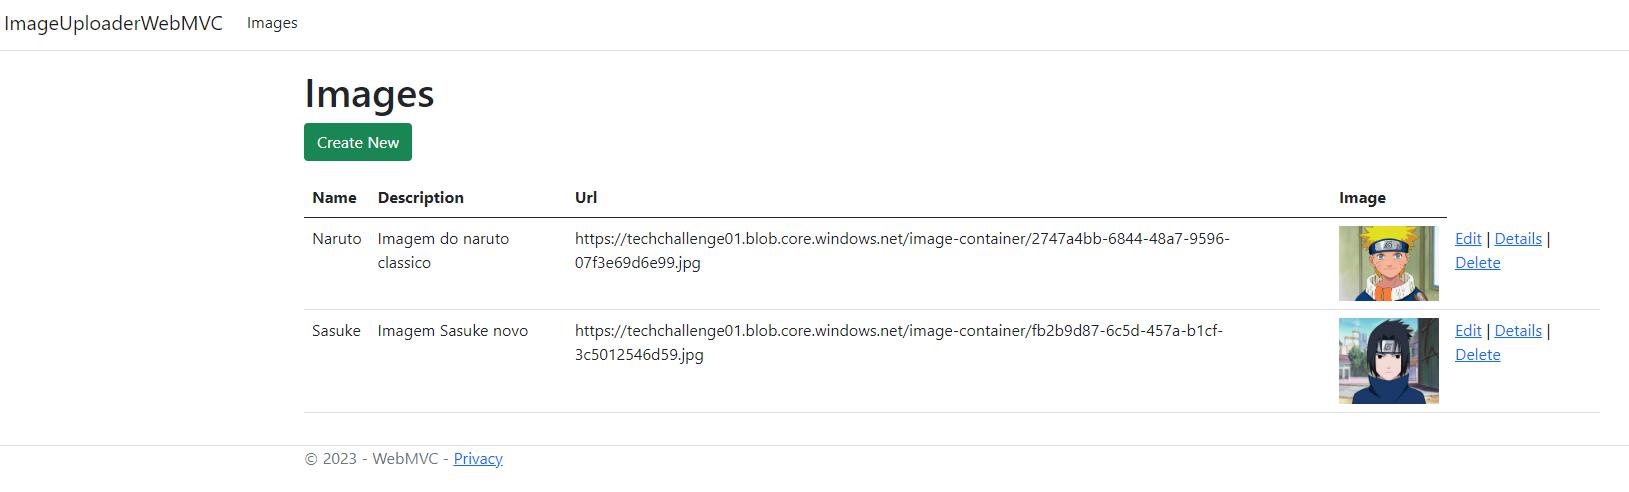 ImageUploaderWebMVC Images
Images
Create New
Name Description Url Image
Naruto Imagem do naruto https://techchallenge01.blob.core.windows.net/image-container/2747a4bb-6844-48a7-9596- Edit | Details |
classico 07f3e69d6e99.jpg Delete
Sasuke Imagem Sasuke novo https://techchallenge01.blob.core.windows.net/image-container/fb2b9d87-6c5d-457a-b1cf- Edit | Details |
3c5012546d59.jpg Delete
© 2023 - WebMVC - Privacy